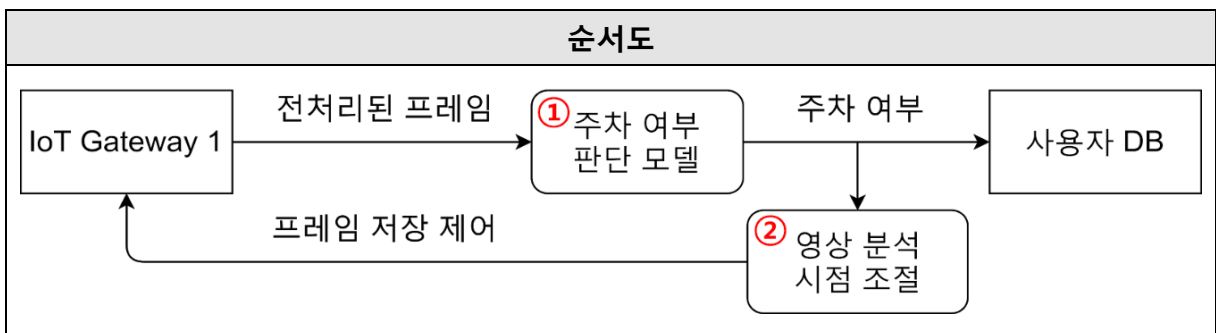 순서도
전처리된 프레임
주차 여부
IoT Gateway 1
①
주차 여부
판단 모델
사용자 DB
프레임 저장 제어
②
영상 분석
시점 조절